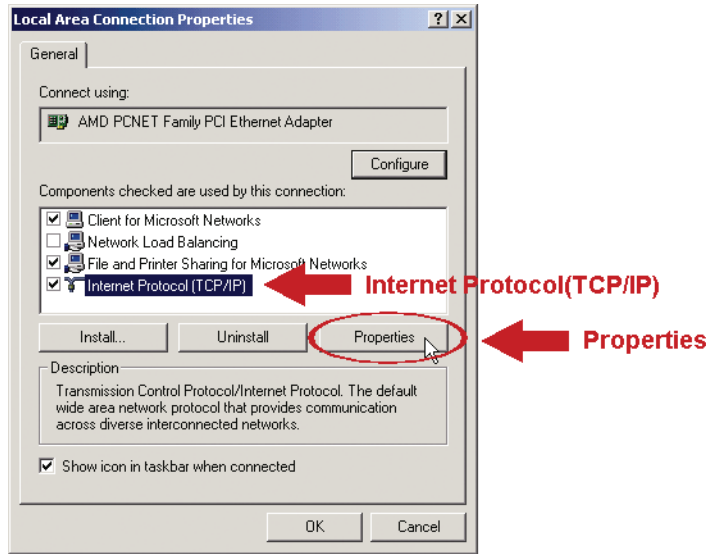 Local Area Connection Properties
General
Connect using:
AMD PCNET Family PCI Ethernet Adapter
Configure
Components checked are used by this connection:
Client for Microsoft Networks
Network Load Balancing
File and Printer Sharing for Microsoft Networks
Internet Protocol (TCP/IP)
Internet Protocol(TCP/IP)
Install...
Uninstall
Properties
Properties
Description
Transmission Control Protocol/Internet Protocol. The default
wide area network protocol that provides communication
across diverse interconnected networks.
Show icon in taskbar when connected
OK
Cancel